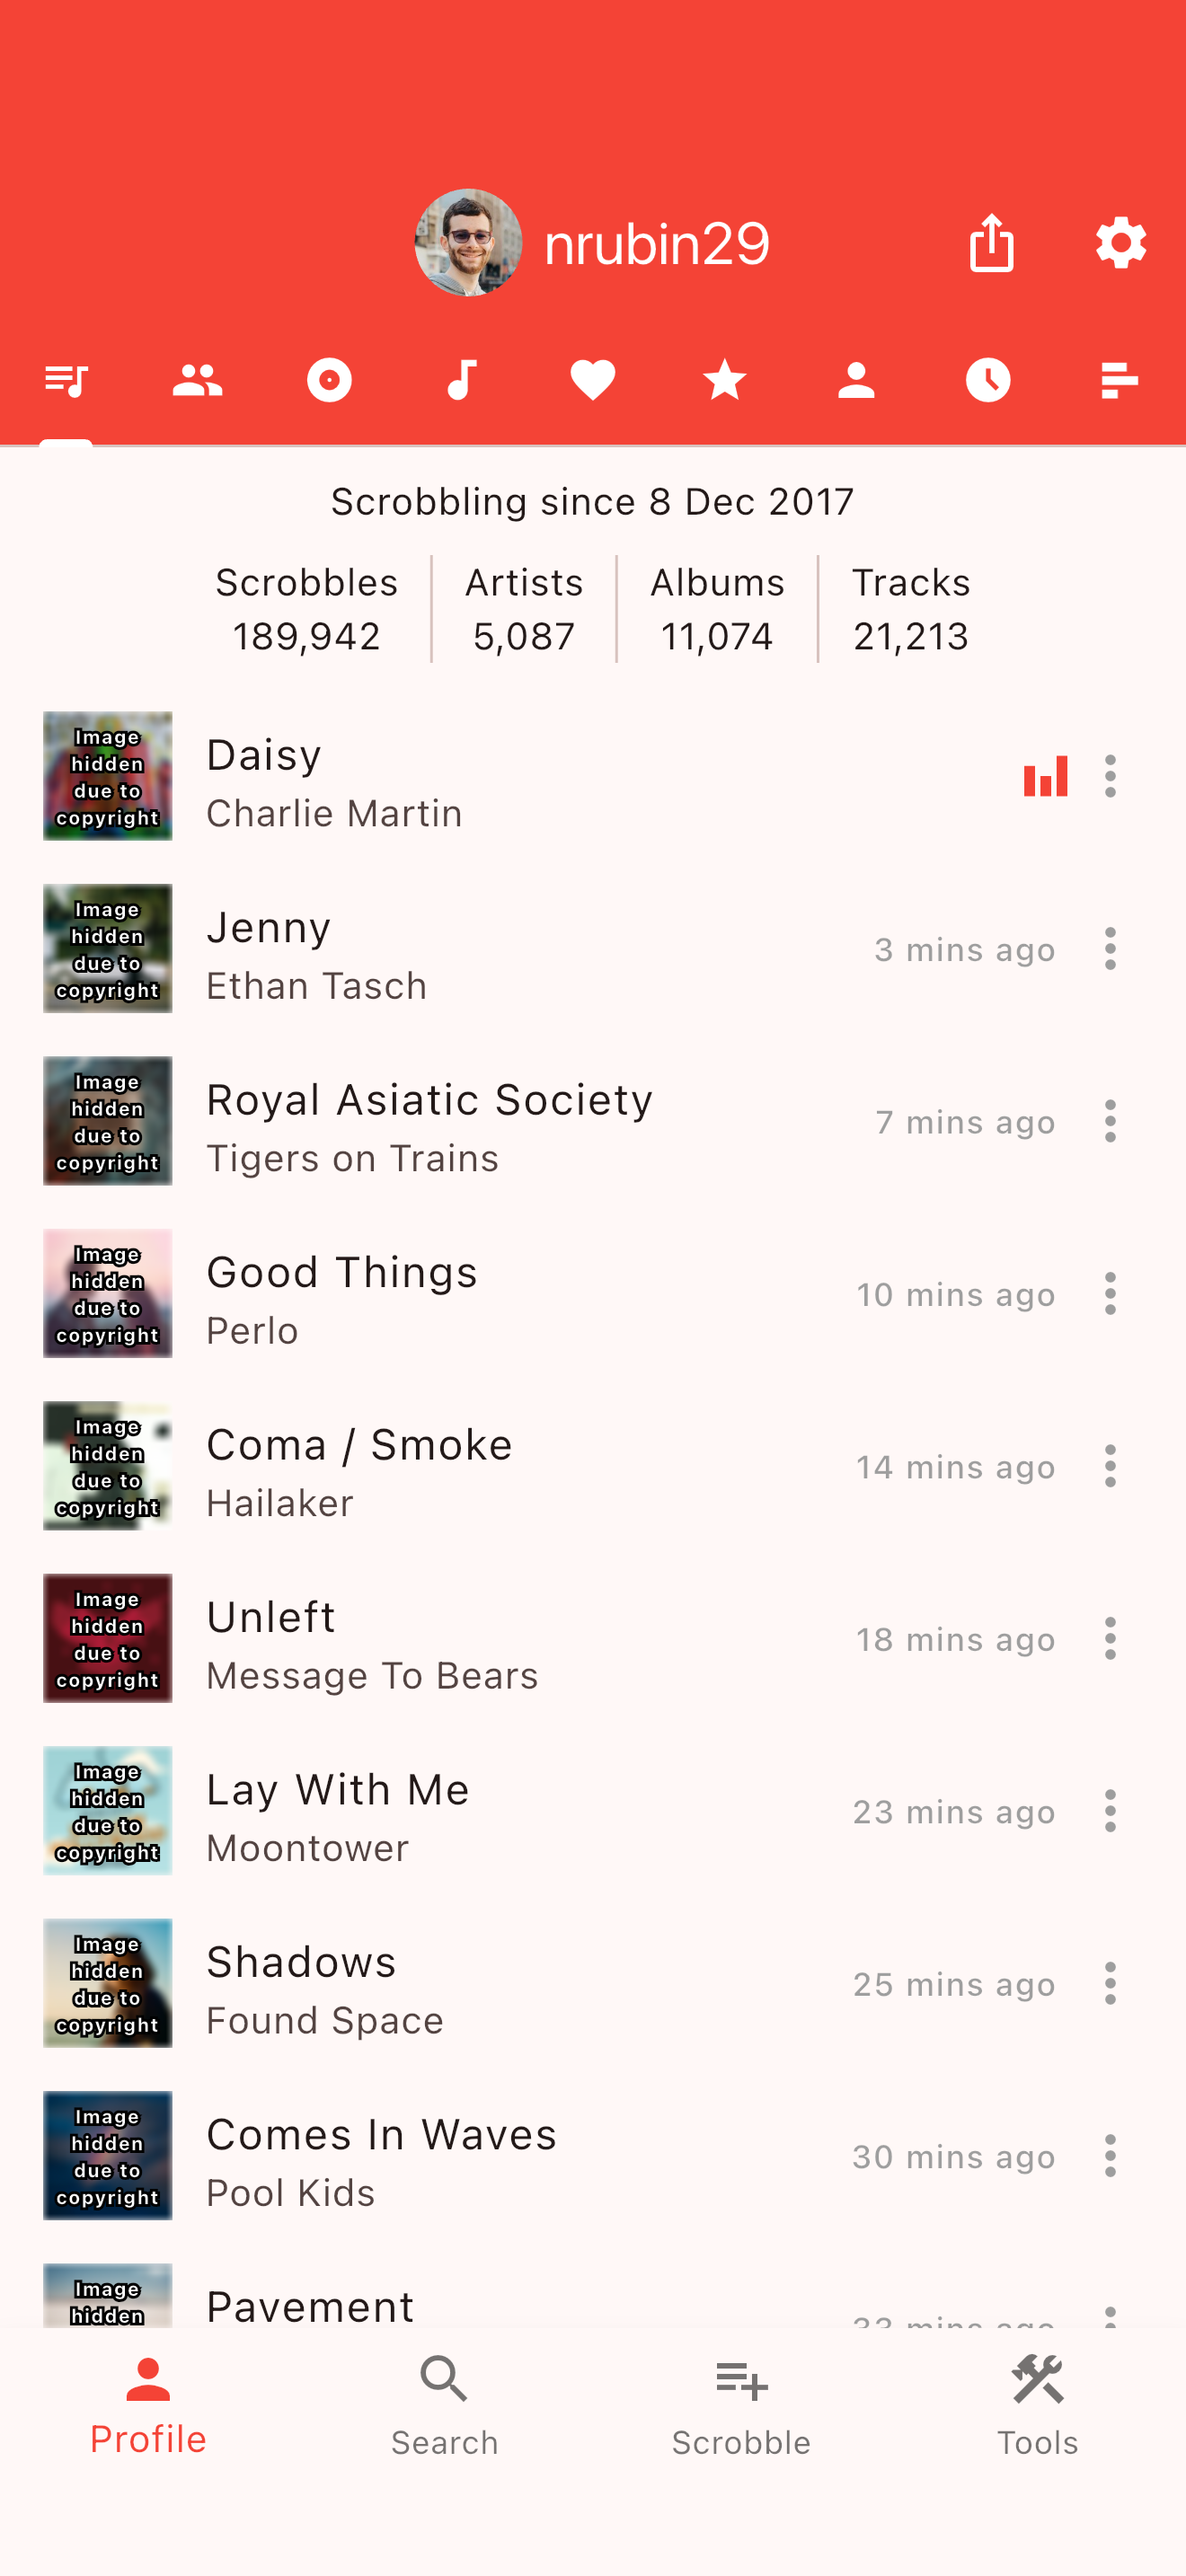 nrubin29
Scrobbling since 8 Dec 2017
Scrobbles Artists Albums Tracks
189,942 5,087 11,074 21,213
Image
hidden
due to
copyright
Daisy
Charlie Martin
Image
hidden
due to
copyright
Jenny
Ethan Tasch
3 mins ago
Image
hidden
due to
copyright
Royal Asiatic Society
Tigers on Trains
7 mins ago
Image
hidden
due to
copyright
Good Things
Perlo
10 mins ago
Image
hidden
due to
copyright
Coma / Smoke
Hailaker
14 mins ago
Image
hidden
due to
copyright
Unleft
Message To Bears
18 mins ago
Image
hidden
due to
copyright
Lay With Me
Moontower
23 mins ago
Image
hidden
due to
copyright
Shadows
Found Space
25 mins ago
Image
hidden
due to
copyright
Comes In Waves
Pool Kids
30 mins ago
Image
hidden
Pavement
33 mins ago
Profile Search Scrobble Tools